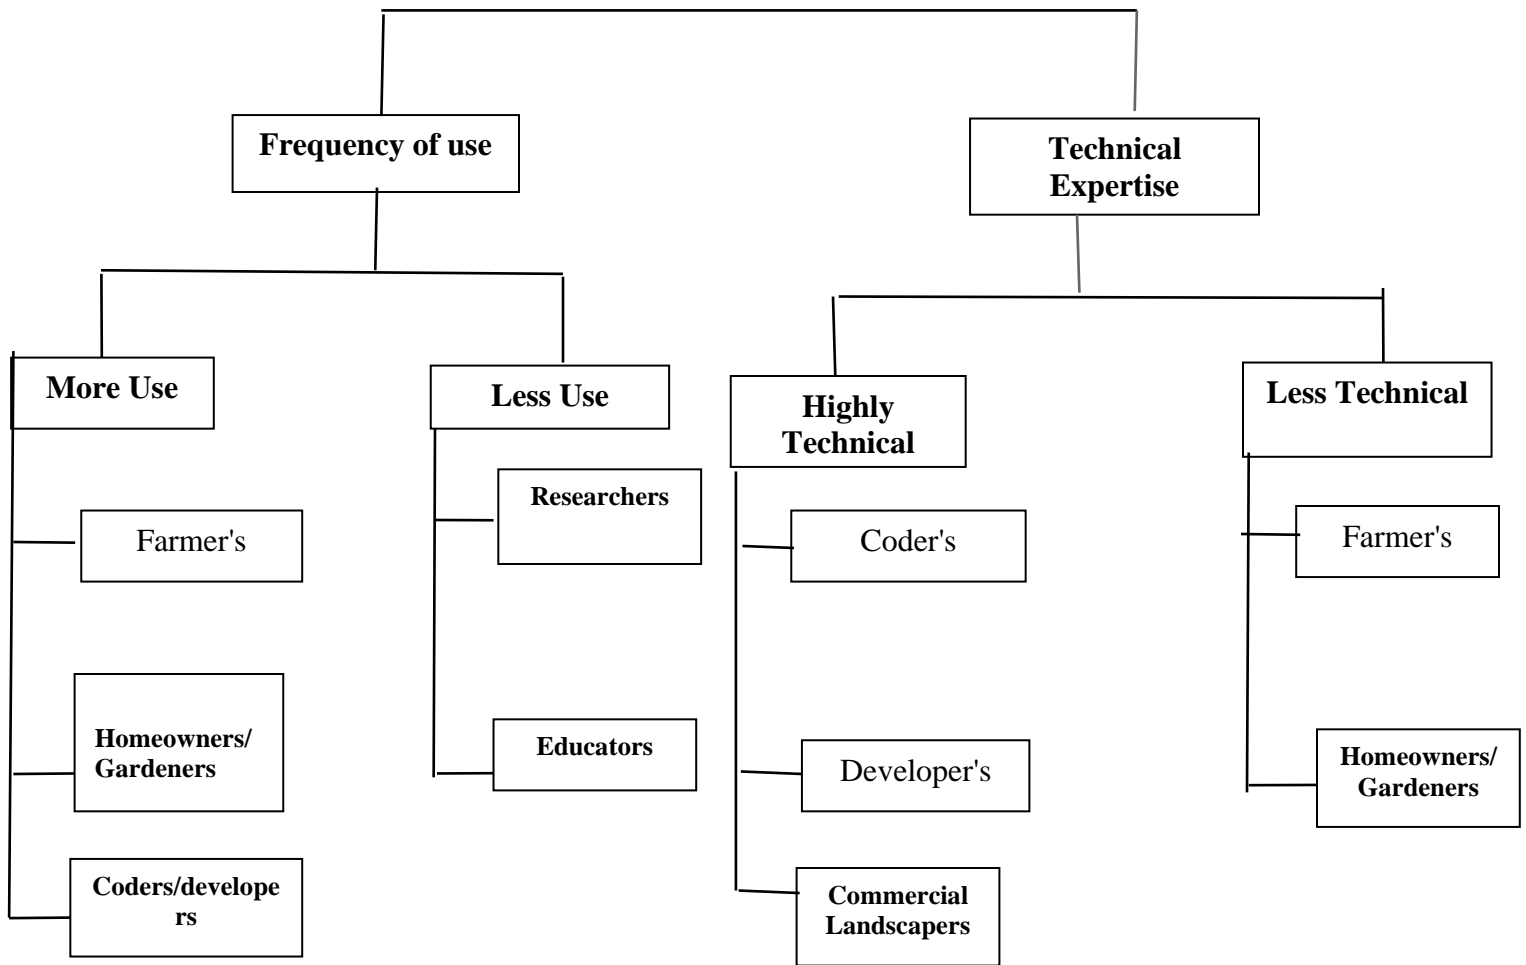 Frequency of use
Technical
Expertise
More Use
Less Use
Highly
Technical
Less Technical
Farmer's
Homeowners/
Gardeners
Coders/develope
rs
Researchers
Educators
Coder's
Developer's
Commercial
Landscapers
Farmer's
Homeowners/
Gardeners